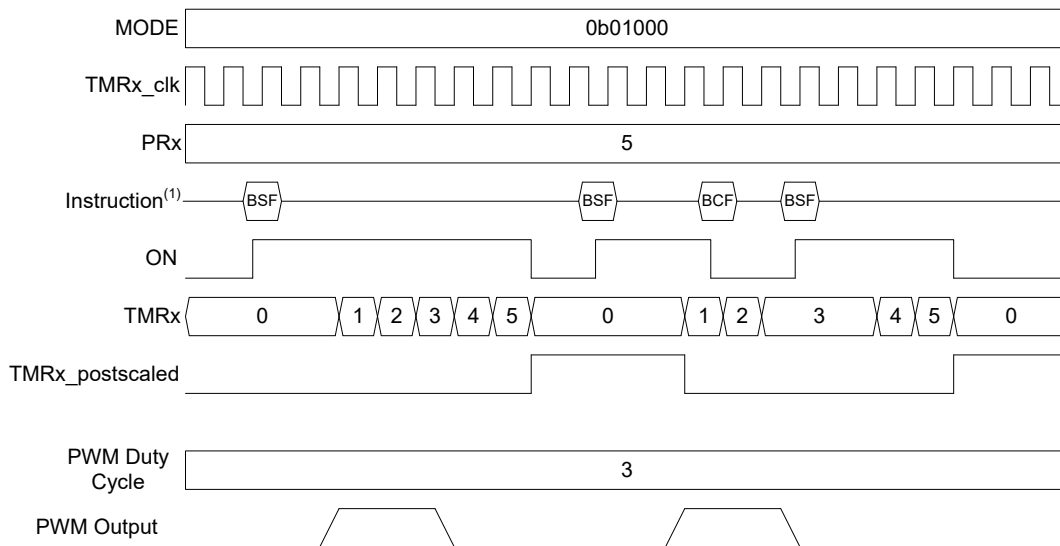 MODE 0b01000
TMRx_clk
PRx 5
Instruction(1) BSF BSF BCF BSF
ON
TMRx 0 1 2 3 4 5 0 1 2 3 4 5 0
TMRx_postscaled
PWM Duty
Cycle 3
PWM Output